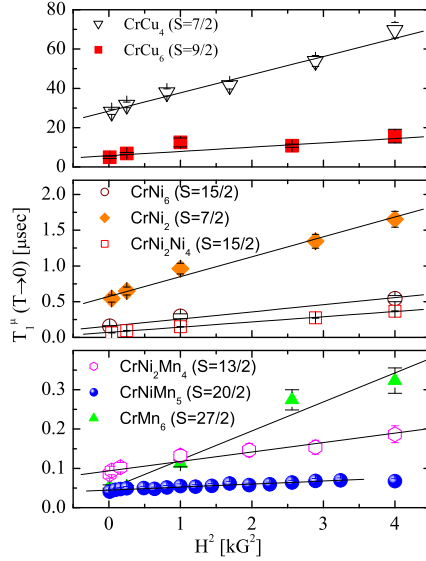 80
60
40
20
0
CrCu₄ (S=7/2)
CrCu₆ (S=9/2)
2.0
1.5
1.0
0.5
0.0
CrNi₆ (S=15/2)
CrNi₂ (S=7/2)
CrNi₂Ni₄ (S=15/2)
T₁^μ (T→0) [μsec]
0.3
0.2
0.1
0.0
CrNi₂Mn₄ (S=13/2)
CrNiMn₅ (S=20/2)
CrMn₆ (S=27/2)
0 1 2 3 4
H² [kG²]